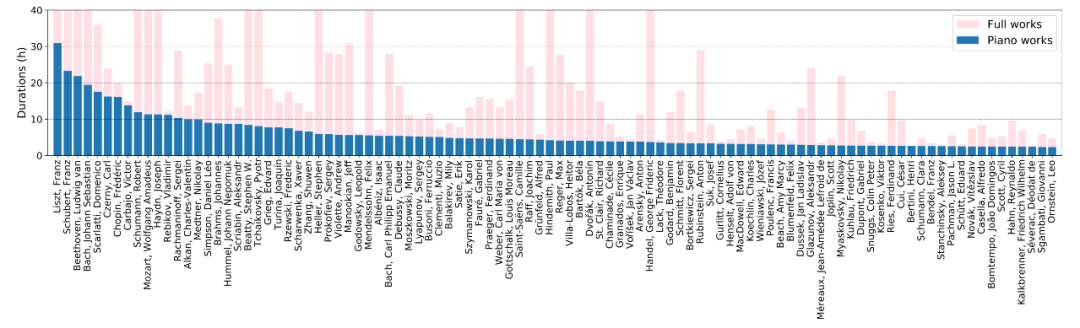 40
30
20
10
0
Durations (h)
Full works
Piano works
Liszt, Franz
Schubert, Franz
Beethoven, Ludwig van
Bach, Johann Sebastian
Scarlatti, Domenico
Czerny, Carl
Chopin, Frédéric
Carbajo, Víctor
Schumann, Robert
Mozart, Wolfgang Amadeus
Haydn, Joseph
Rebikov, Vladimir
Rachmaninoff, Sergei
Alkan, Charles-Valentin
Medtner, Nikolay
Simpson, Daniel Léo
Brahms, Johannes
Hummel, Johann Nepomuk
Scriabin, Aleksandr
Beatty, Stephen W.
Tchaikovsky, Pyotr
Grieg, Edvard
Turina, Joaquín
Rzewski, Frederic
Scharwenka, Xaver
Zhang, Shuwen
Heller, Stephen
Prokofiev, Sergey
Voipierre, Antoine
Manookian, Jeff
Godowsky, Leopold
Mendelssohn, Felix
Albéniz, Isaac
Bach, Carl Philipp Emanuel
Debussy, Claude
Moszkowski, Maurice
Lyapunov, Sergey
Busoni, Ferruccio
Clementi, Muzio
Balakirev, Mily
Satie, Erik
Szymanowski, Karol
Fauré, Gabriel
Praeger, Ferdinand
Weber, Carl Maria von
Gottschalk, Louis Moreau
Saint-Saëns, Camille
Raff, Joachim
Grünfeld, Alfred
Hindemith, Paul
Reger, Max
Villa-Lobos, Heitor
Bartók, Béla
Dvořák, Antonín
St. Clair, Richard
Chaminade, Cécile
Granados, Enrique
Voříšek, Jan Václav
Arensky, Anton
Handel, George Frideric
Lack, Théodore
Godard, Benjamin
Schmitt, Florent
Bortkiewicz, Sergei
Rubinstein, Anton
Suk, Josef
Gurlitt, Cornelius
Henselt, Adolf von
MacDowell, Edward
Koechlin, Charles
Wieniawski, Józef
Poulenc, Francis
Beach, Amy Marcy
Blumenfeld, Felix
Dussek, Jan Ladislav
Glazunov, Aleksandr
Méreaux, Jean-Amédée Lefroid de
Joplin, Scott
Myaskovsky, Nikolay
Kuhlau, Friedrich
Dupont, Gabriel
Snuggs, Colin Peter
Kosenko, Viktor
Ries, Ferdinand
Cui, César
Bertini, Henri
Schumann, Clara
Bendel, Franz
Stanchinskiy, Aleksey
Pachman, Jason L.
Schütt, Eduard
Novák, Vítězslav
Casella, Alfredo
Bomtempo, João Domingos
Scott, Cyril
Hahn, Reynaldo
Kalkbrenner, Friedrich Wilhelm
Séverac, Déodat de
Sgambati, Giovanni
Ornstein, Leo